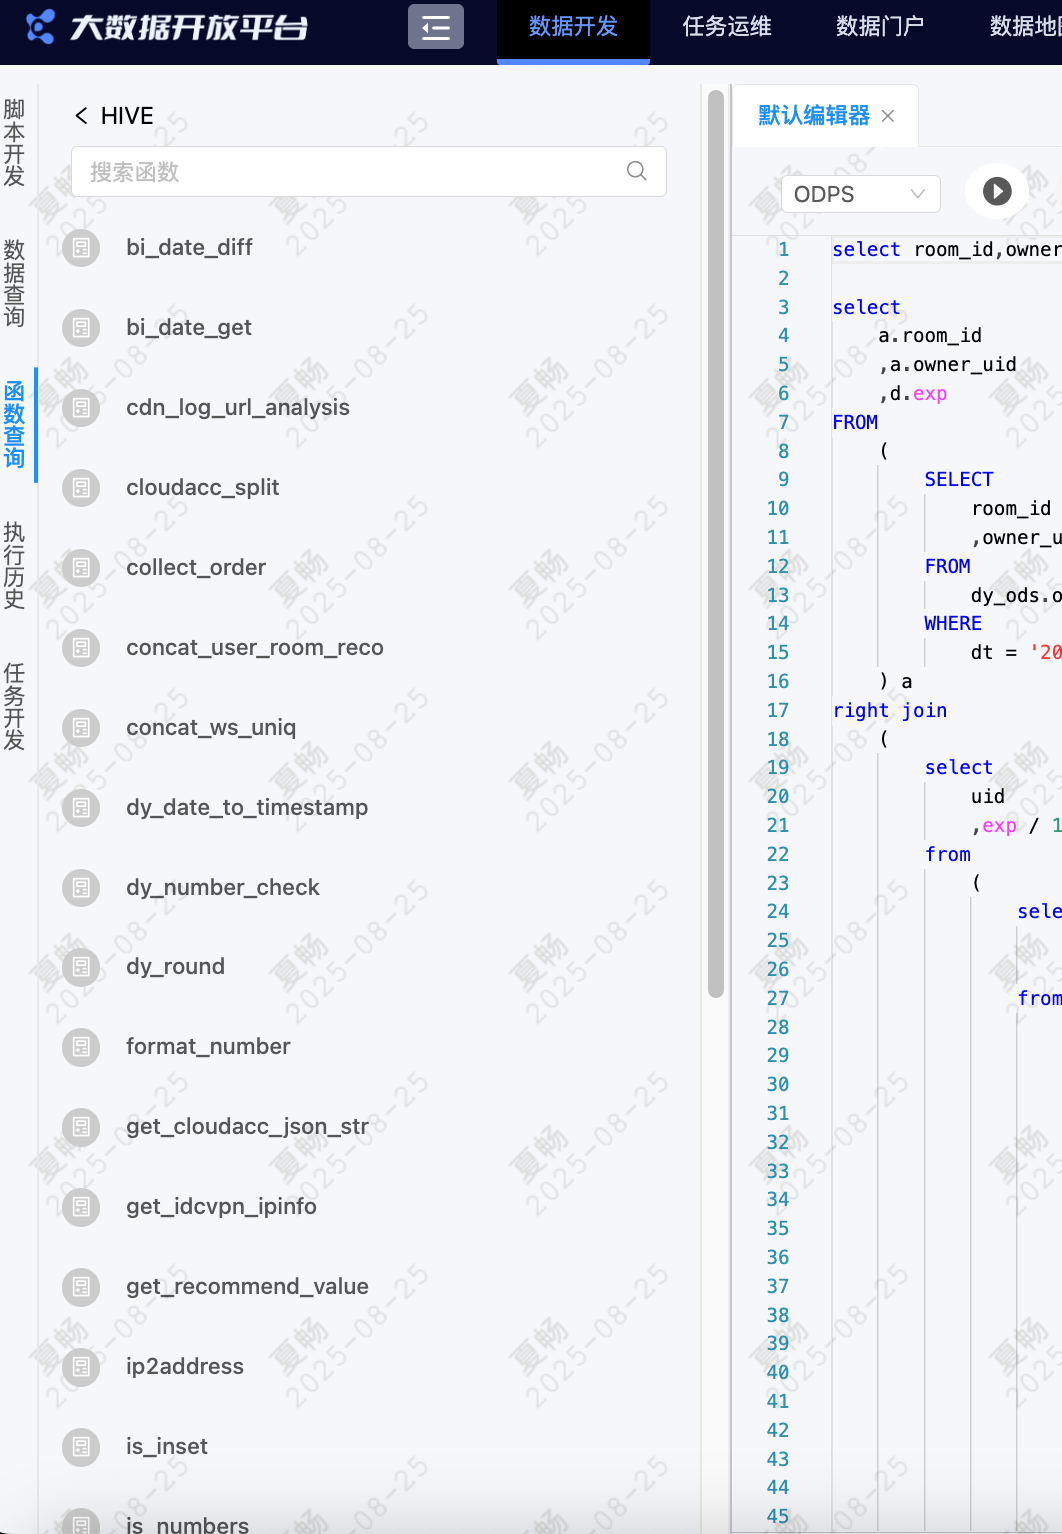 大数据开放平台
数据开发
任务运维
数据门户
数据地
脚本开发
数据查询
函数查询
执行历史
任务开发
HIVE
搜索函数
bi_date_diff
bi_date_get
cdn_log_url_analysis
cloudacc_split
collect_order
concat_user_room_reco
concat_ws_uniq
dy_date_to_timestamp
dy_number_check
dy_round
format_number
get_cloudacc_json_str
get_idcvpn_ipinfo
get_recommend_value
ip2address
is_inset
is_numbers
默认编辑器
ODPS
1 select room_id,owner
2
3 select
4 a.room_id
5 ,a.owner_uid
6 ,d.exp
7 FROM
8 (
9 SELECT
10 room_id
11 ,owner_u
12 FROM
13 dy_ods.o
14 WHERE
15 dt = '20
16 ) a
17 right join
18 (
19 select
20 uid
21 ,exp / 1
22 from
23 (
24 sele
25
26
27 from
28
29
30
31
32
33
34
35
36
37
38
39
40
41
42
43
44
45
夏畅
2025-08-25